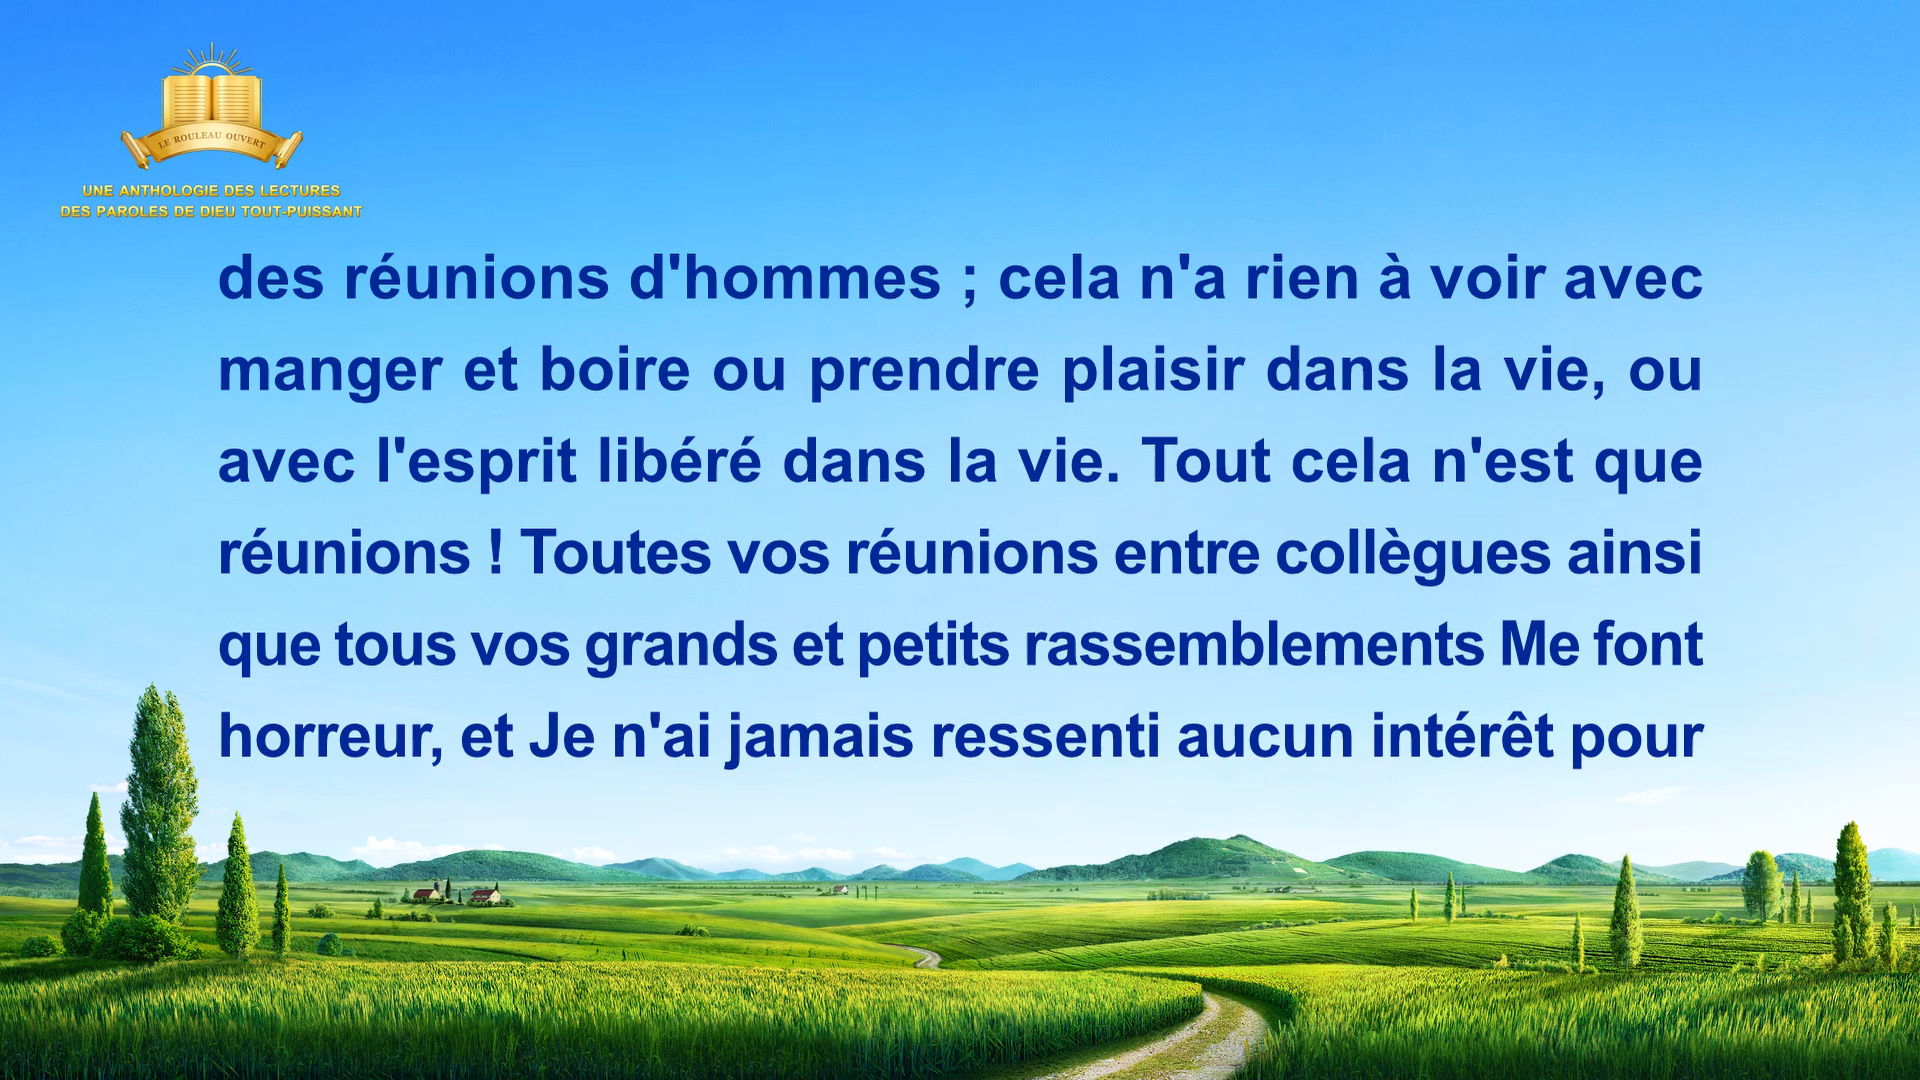 LE ROULEAU OUVERT
UNE ANTHOLOGIE DES LECTURES
DES PAROLES DE DIEU TOUT-PUISSANT
des réunions d'hommes ; cela n'a rien à voir avec
manger et boire ou prendre plaisir dans la vie, ou
avec l'esprit libéré dans la vie. Tout cela n'est que
réunions ! Toutes vos réunions entre collègues ainsi
que tous vos grands et petits rassemblements Me font
horreur, et Je n'ai jamais ressenti aucun intérêt pour